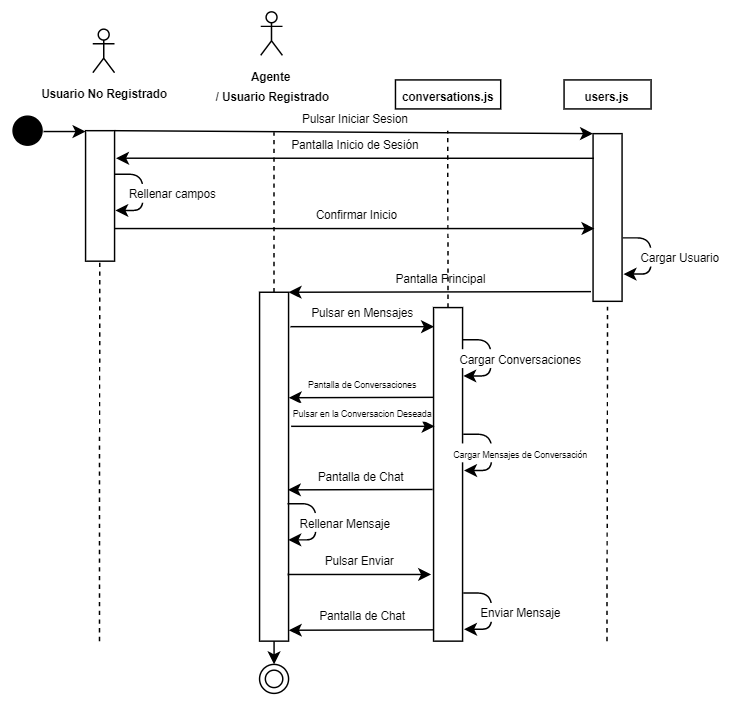 Usuario No Registrado
Agente
/ Usuario Registrado
conversations.js
users.js
Pulsar Iniciar Sesion
Pantalla Inicio de Sesión
Rellenar campos
Confirmar Inicio
Cargar Usuario
Pantalla Principal
Pulsar en Mensajes
Cargar Conversaciones
Pantalla de Conversaciones
Pulsar en la Conversacion Deseada
Cargar Mensajes de Conversación
Pantalla de Chat
Rellenar Mensaje
Pulsar Enviar
Enviar Mensaje
Pantalla de Chat